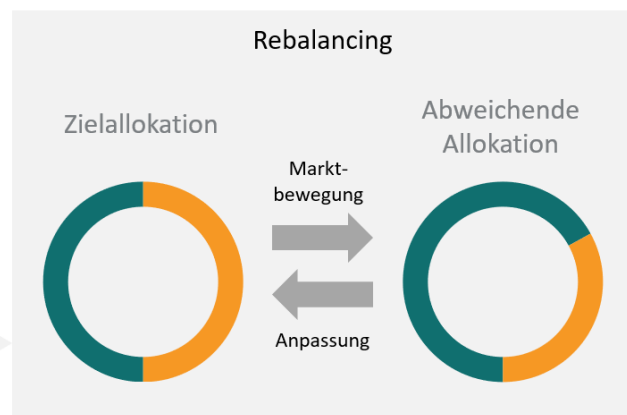 Rebalancing
Zielallokation
Abweichende
Allokation
Markt-
bewegung
Anpassung